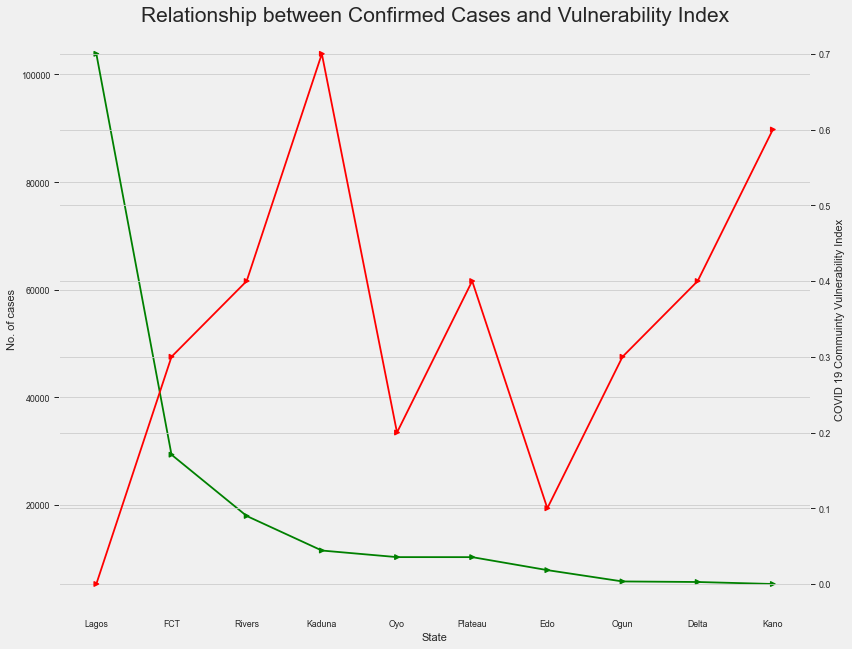 Relationship between Confirmed Cases and Vulnerability Index
100000
80000
60000
40000
20000
No. of cases
0.7
0.6
0.5
0.4
0.3
0.2
0.1
0.0
COVID 19 Commuinty Vulnerability Index
Lagos FCT Rivers Kaduna Oyo Plateau Edo Ogun Delta Kano
State